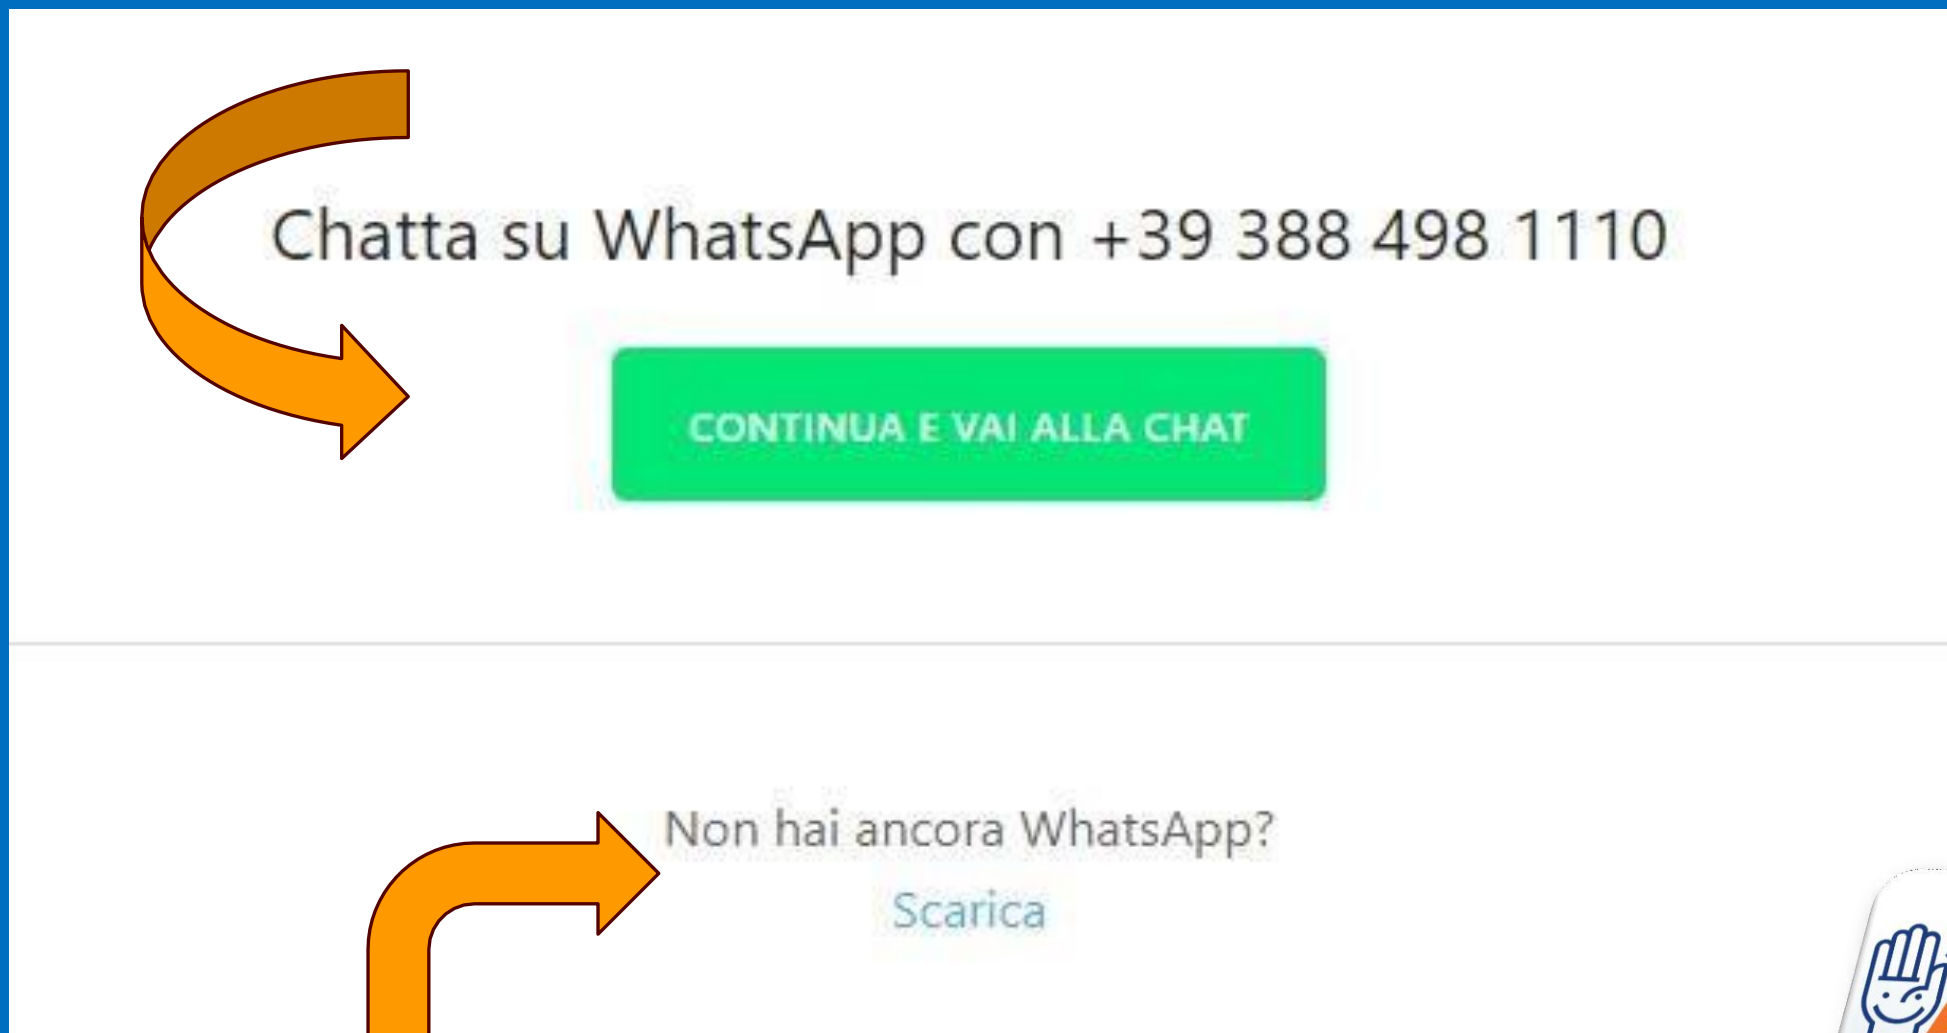 Chatta su WhatsApp con +39 388 498 1110
CONTINUA E VAI ALLA CHAT
Non hai ancora WhatsApp?
Scarica